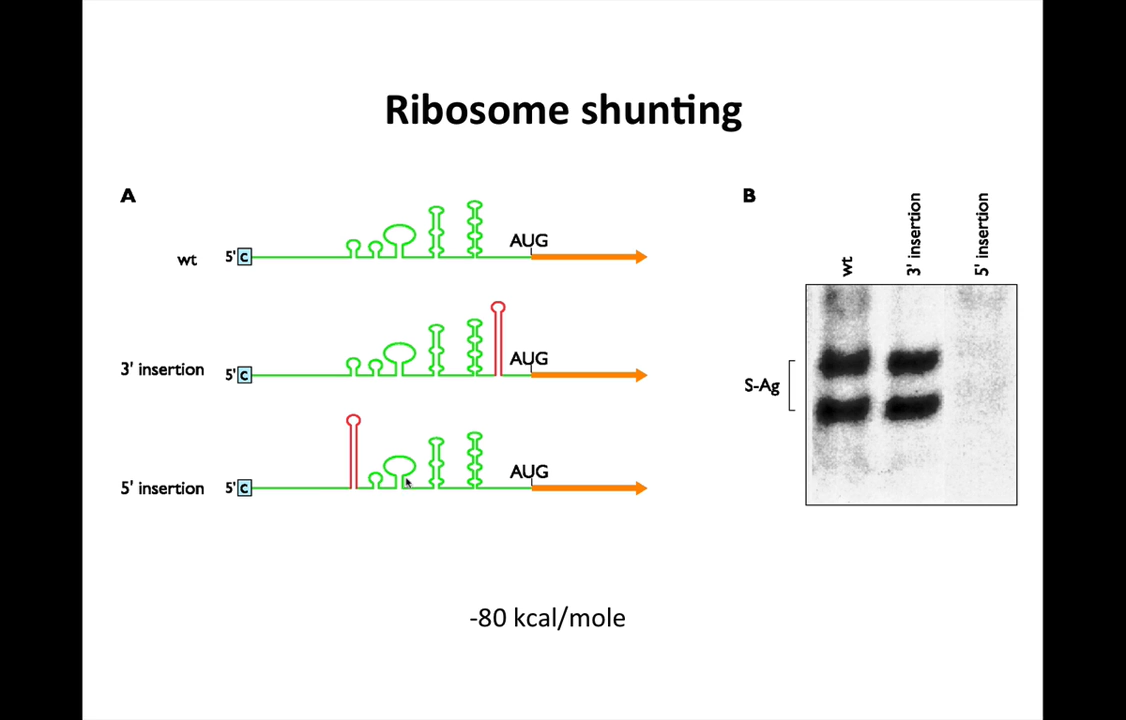 Ribosome shunting
A
wt 5' C AUG
3' insertion 5' C AUG
5' insertion 5' C AUG
B
wt
3' insertion
5' insertion
S-Ag
-80 kcal/mole